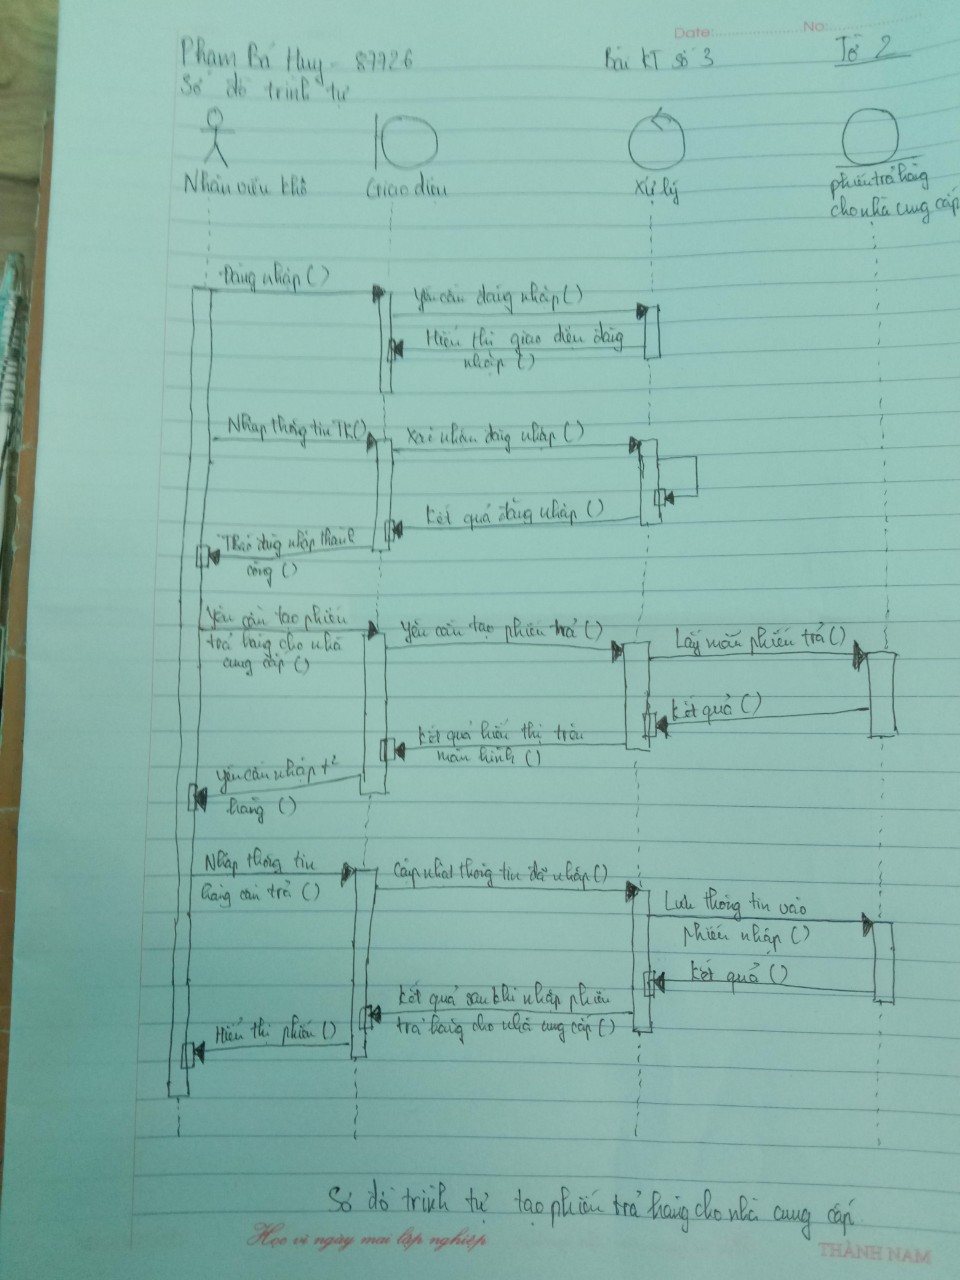 Date: No:
Phạm Bá Huy - 87726 Bài KT số 3 Tờ 2
Sơ đồ trình tự
Nhân viên kho Giao diện Xử lý phiếu trả hàng
cho nhà cung cấp
Đăng nhập ()
Yêu cầu đăng nhập ()
Hiển thị giao diện đăng
nhập ()
Nhập thông tin TK()
Xác nhận đăng nhập ()
Kết quả đăng nhập ()
đăng nhập thành
công ()
Yêu cầu tạo phiếu
trả hàng cho nhà
cung cấp ()
Yêu cầu tạo phiếu trả ()
Lấy mẫu phiếu trả ()
Kết quả ()
Kết quả hiển thị trên
màn hình ()
Yêu cầu nhập t²
hàng ()
Nhập thông tin
hàng cần trả ()
Cập nhật thông tin đã nhập ()
Lưu thông tin vào
phiếu nhập ()
Kết quả ()
Kết quả sau khi nhập phiếu
trả hàng cho nhà cung cấp ()
Hiển thị phiếu ()
Sơ đồ trình tự tạo phiếu trả hàng cho nhà cung cấp
Học vì ngày mai lập nghiệp
THÀNH NAM